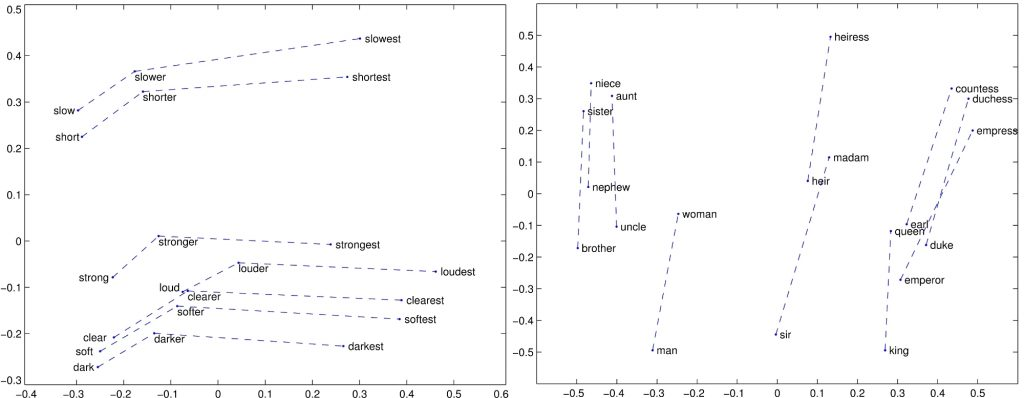 0.5
0.4
0.3
0.2
0.1
0
−0.1
−0.2
−0.3
−0.4 −0.3 −0.2 −0.1 0 0.1 0.2 0.3 0.4 0.5 0.6
slow
slower
slowest
short
shorter
shortest
strong
stronger
strongest
loud
louder
loudest
clear
clearer
clearest
soft
softer
softest
dark
darker
darkest
0.5
0.4
0.3
0.2
0.1
0
−0.1
−0.2
−0.3
−0.4
−0.5
−0.5 −0.4 −0.3 −0.2 −0.1 0 0.1 0.2 0.3 0.4 0.5
heiress
niece
aunt
sister
countess
duchess
empress
madam
heir
nephew
woman
uncle
earl
queen
brother
duke
emperor
sir
man
king